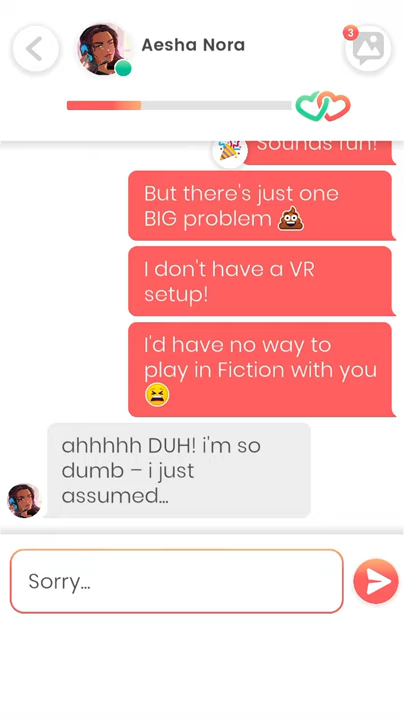 Aesha Nora
3
Sounds fun!
But there's just one
BIG problem 💩
I don't have a VR
setup!
I'd have no way to
play in Fiction with you
😫
ahhhhh DUH! i'm so
dumb – i just
assumed...
Sorry...